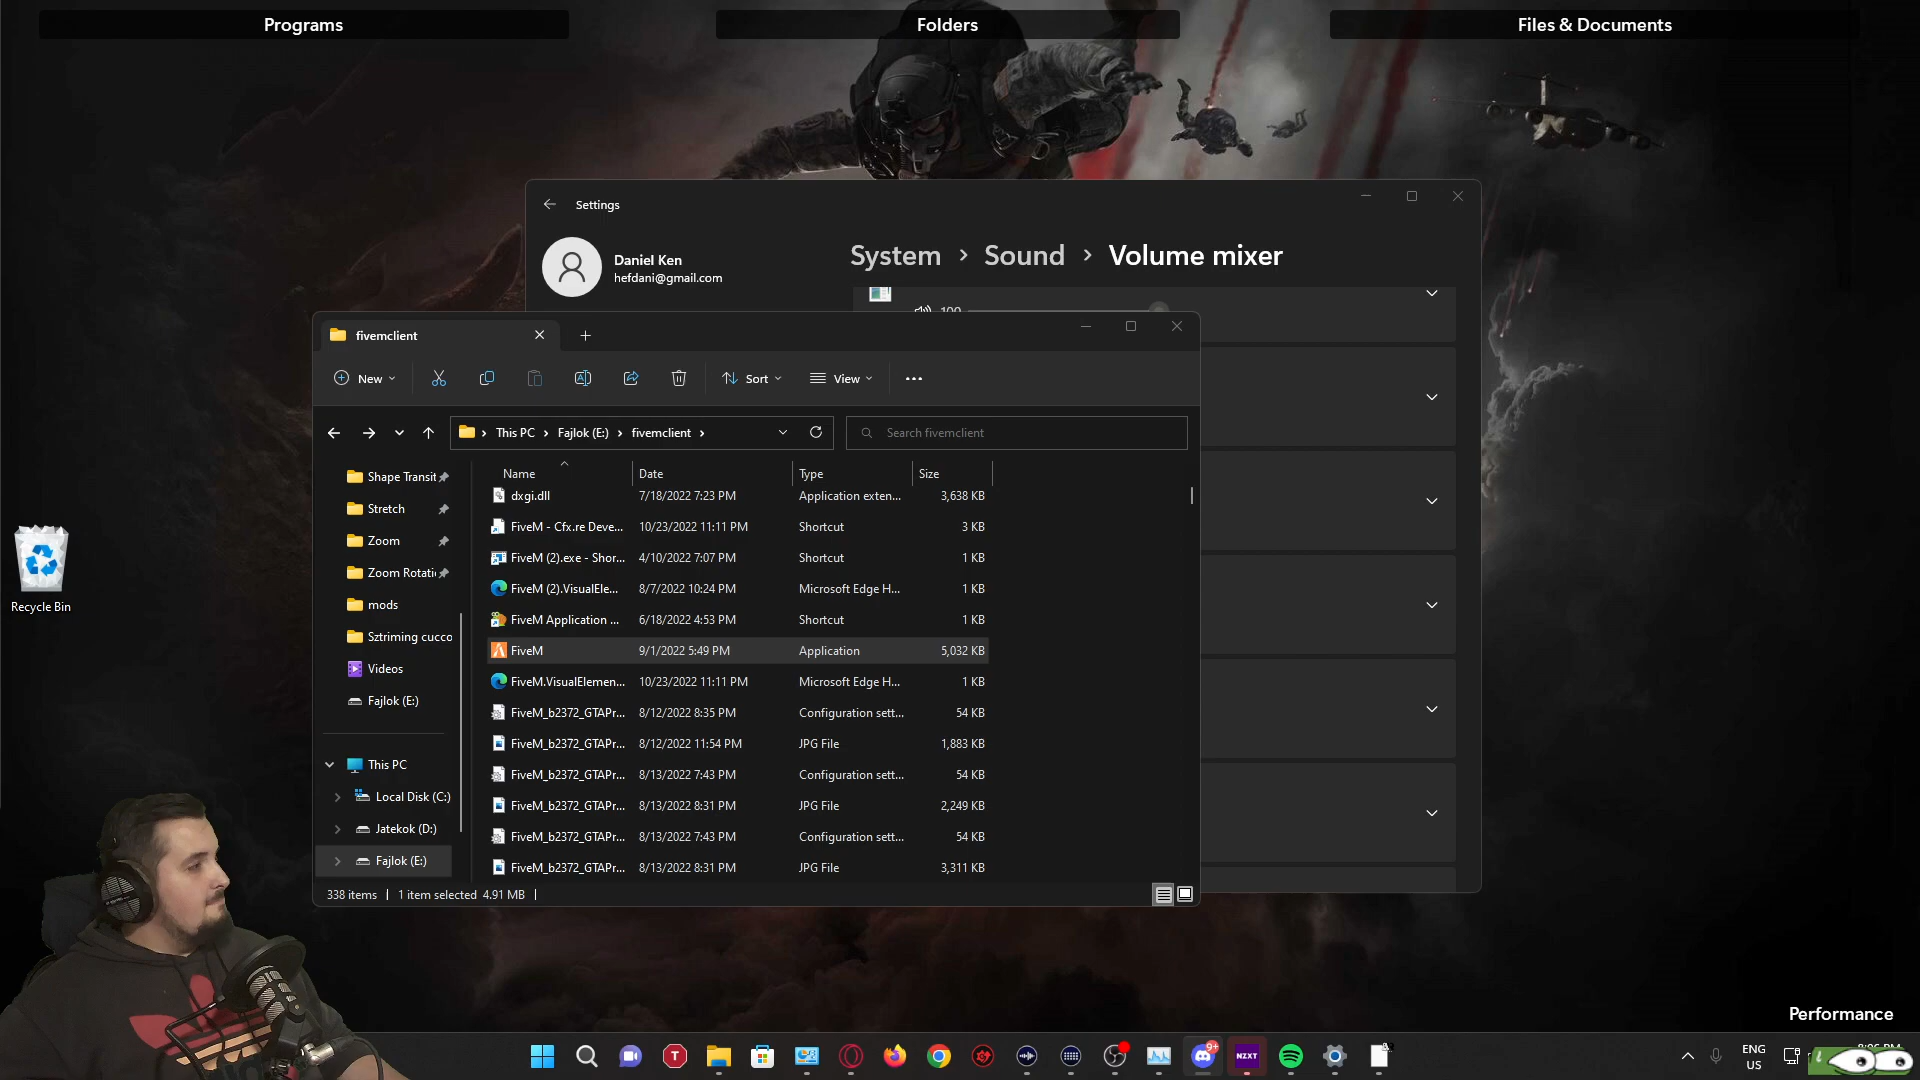 Programs
Folders
Files & Documents
Settings
Daniel Ken
hefdani@gmail.com
System > Sound > Volume mixer
100
fivemclient
New
Sort
View
This PC > Fajlok (E:) > fivemclient >
Search fivemclient
Shape Transit
Stretch
Zoom
Zoom Rotati
mods
Sztriming cucco
Videos
Fajlok (E:)
This PC
Local Disk (C:)
Jatekok (D:)
Fajlok (E:)
Name Date Type Size
dxgi.dll 7/18/2022 7:23 PM Application exten... 3,638 KB
FiveM - Cfx.re Deve... 10/23/2022 11:11 PM Shortcut 3 KB
FiveM (2).exe - Shor... 4/10/2022 7:07 PM Shortcut 1 KB
FiveM (2).VisualEle... 8/7/2022 10:24 PM Microsoft Edge H... 1 KB
FiveM Application ... 6/18/2022 4:53 PM Shortcut 1 KB
FiveM 9/1/2022 5:49 PM Application 5,032 KB
FiveM.VisualElemen... 10/23/2022 11:11 PM Microsoft Edge H... 1 KB
FiveM_b2372_GTAPr... 8/12/2022 8:35 PM Configuration sett... 54 KB
FiveM_b2372_GTAPr... 8/12/2022 11:54 PM JPG File 1,883 KB
FiveM_b2372_GTAPr... 8/13/2022 7:43 PM Configuration sett... 54 KB
FiveM_b2372_GTAPr... 8/13/2022 8:31 PM JPG File 2,249 KB
FiveM_b2372_GTAPr... 8/13/2022 7:43 PM Configuration sett... 54 KB
FiveM_b2372_GTAPr... 8/13/2022 8:31 PM JPG File 3,311 KB
338 items | 1 item selected 4.91 MB |
Recycle Bin
Performance
T
9+
NZXT
ENG
US